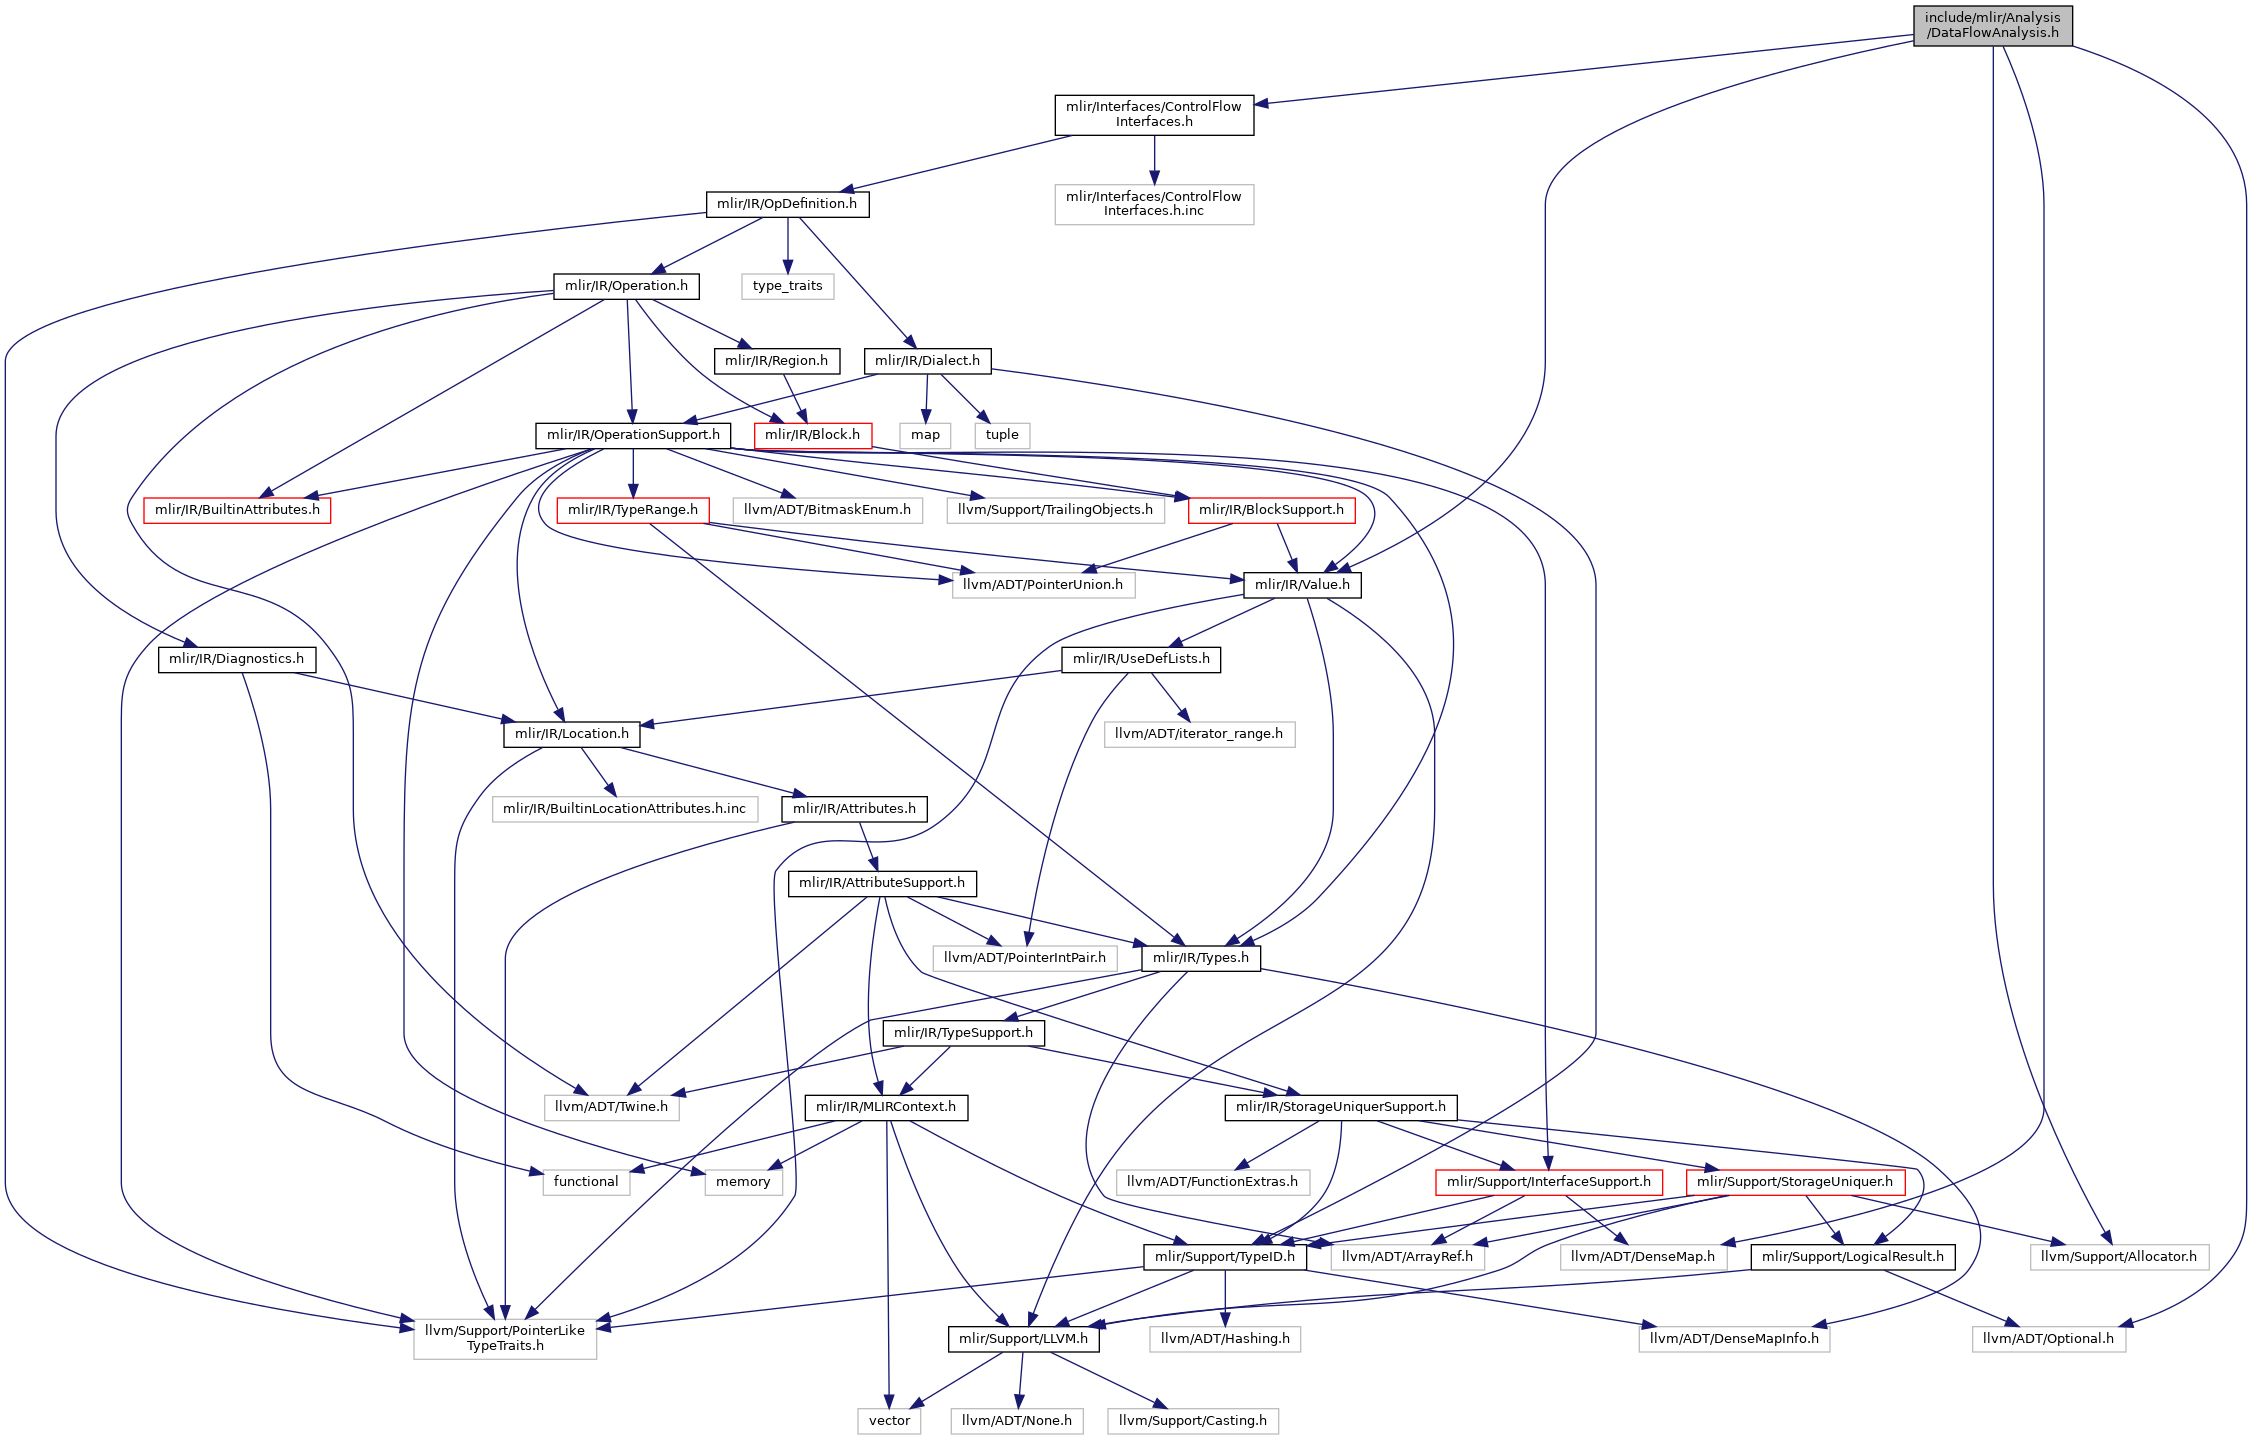 include/mlir/Analysis
/DataFlowAnalysis.h
mlir/Interfaces/ControlFlow
Interfaces.h
mlir/IR/OpDefinition.h
mlir/Interfaces/ControlFlow
Interfaces.h.inc
mlir/IR/Operation.h
type_traits
mlir/IR/Region.h
mlir/IR/Dialect.h
mlir/IR/OperationSupport.h
mlir/IR/Block.h
map
tuple
mlir/IR/BuiltinAttributes.h
mlir/IR/TypeRange.h
llvm/ADT/BitmaskEnum.h
llvm/Support/TrailingObjects.h
mlir/IR/BlockSupport.h
llvm/ADT/PointerUnion.h
mlir/IR/Value.h
mlir/IR/Diagnostics.h
mlir/IR/UseDefLists.h
mlir/IR/Location.h
llvm/ADT/iterator_range.h
mlir/IR/BuiltinLocationAttributes.h.inc
mlir/IR/Attributes.h
mlir/IR/AttributeSupport.h
llvm/ADT/PointerIntPair.h
mlir/IR/Types.h
mlir/IR/TypeSupport.h
llvm/ADT/Twine.h
mlir/IR/MLIRContext.h
mlir/IR/StorageUniquerSupport.h
functional
memory
llvm/ADT/FunctionExtras.h
mlir/Support/InterfaceSupport.h
mlir/Support/StorageUniquer.h
mlir/Support/TypeID.h
llvm/ADT/ArrayRef.h
llvm/ADT/DenseMap.h
mlir/Support/LogicalResult.h
llvm/Support/Allocator.h
llvm/Support/PointerLike
TypeTraits.h
mlir/Support/LLVM.h
llvm/ADT/Hashing.h
llvm/ADT/DenseMapInfo.h
llvm/ADT/Optional.h
vector
llvm/ADT/None.h
llvm/Support/Casting.h